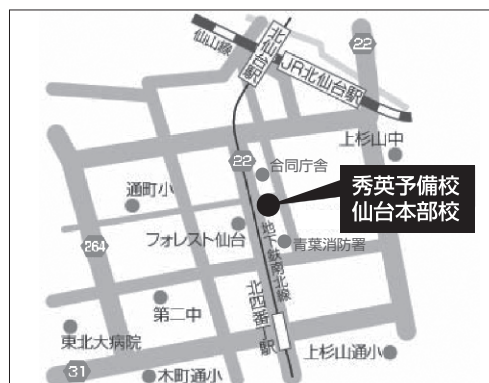 仙山線
北仙台駅
JR北仙台駅
22
上杉山中
22
合同庁舎
秀英予備校
仙台本部校
通町小
フォレスト仙台
地下鉄南北線
青葉消防署
264
北四番丁駅
第二中
東北大病院
上杉山通小
31
木町通小